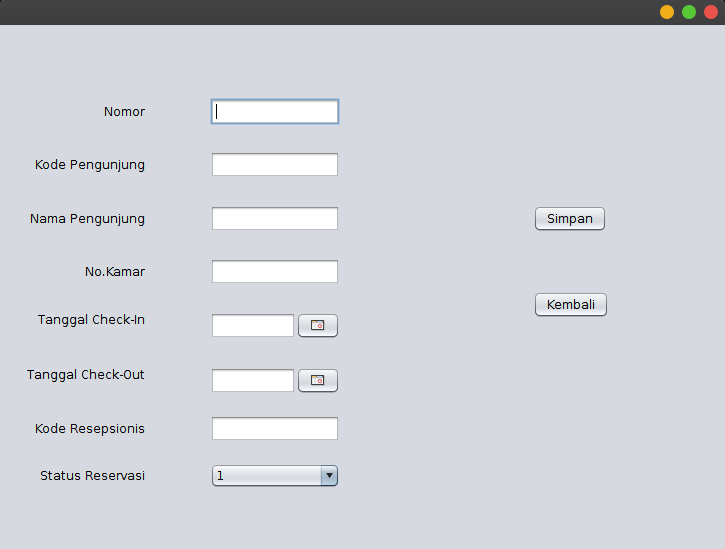 Nomor
Kode Pengunjung
Nama Pengunjung
Simpan
No.Kamar
Kembali
Tanggal Check-In
Tanggal Check-Out
Kode Resepsionis
Status Reservasi
1